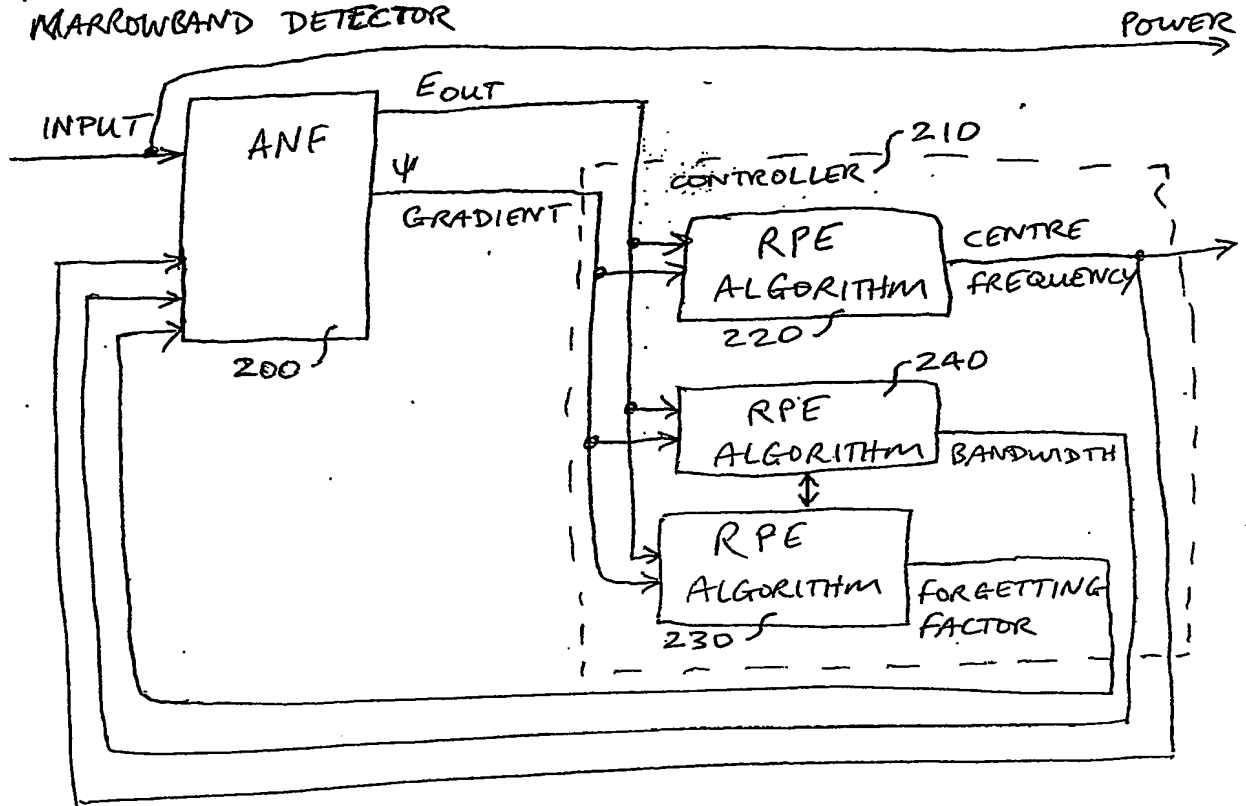 MARROWBAND DETECTOR
POWER
INPUT
ANF
EOUT
Ψ
GRADIENT
200
210
CONTROLLER
RPE
ALGORITHM
220
CENTRE
FREQUENCY
240
RPE
ALGORITHM
BANDWIDTH
RPE
ALGORITHM
230
FORGETTING
FACTOR